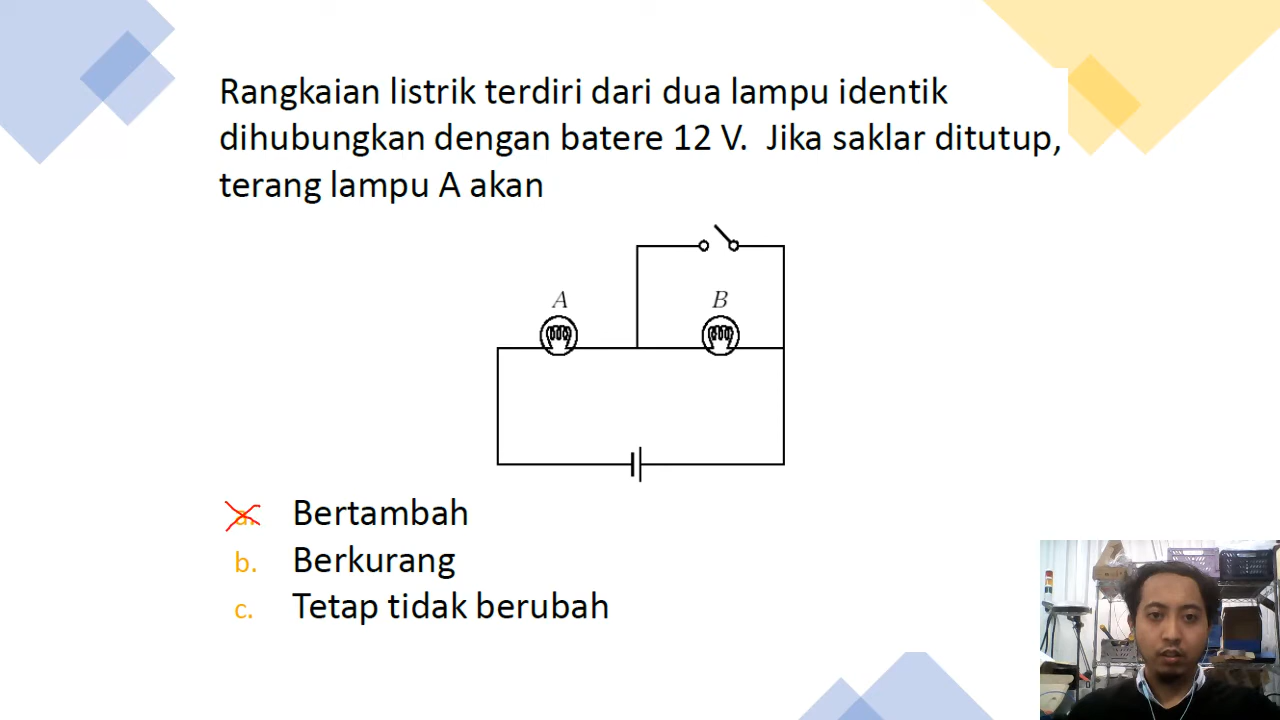 Rangkaian listrik terdiri dari dua lampu identik
dihubungkan dengan batere 12 V. Jika saklar ditutup,
terang lampu A akan
A
B
a. Bertambah
b. Berkurang
c. Tetap tidak berubah